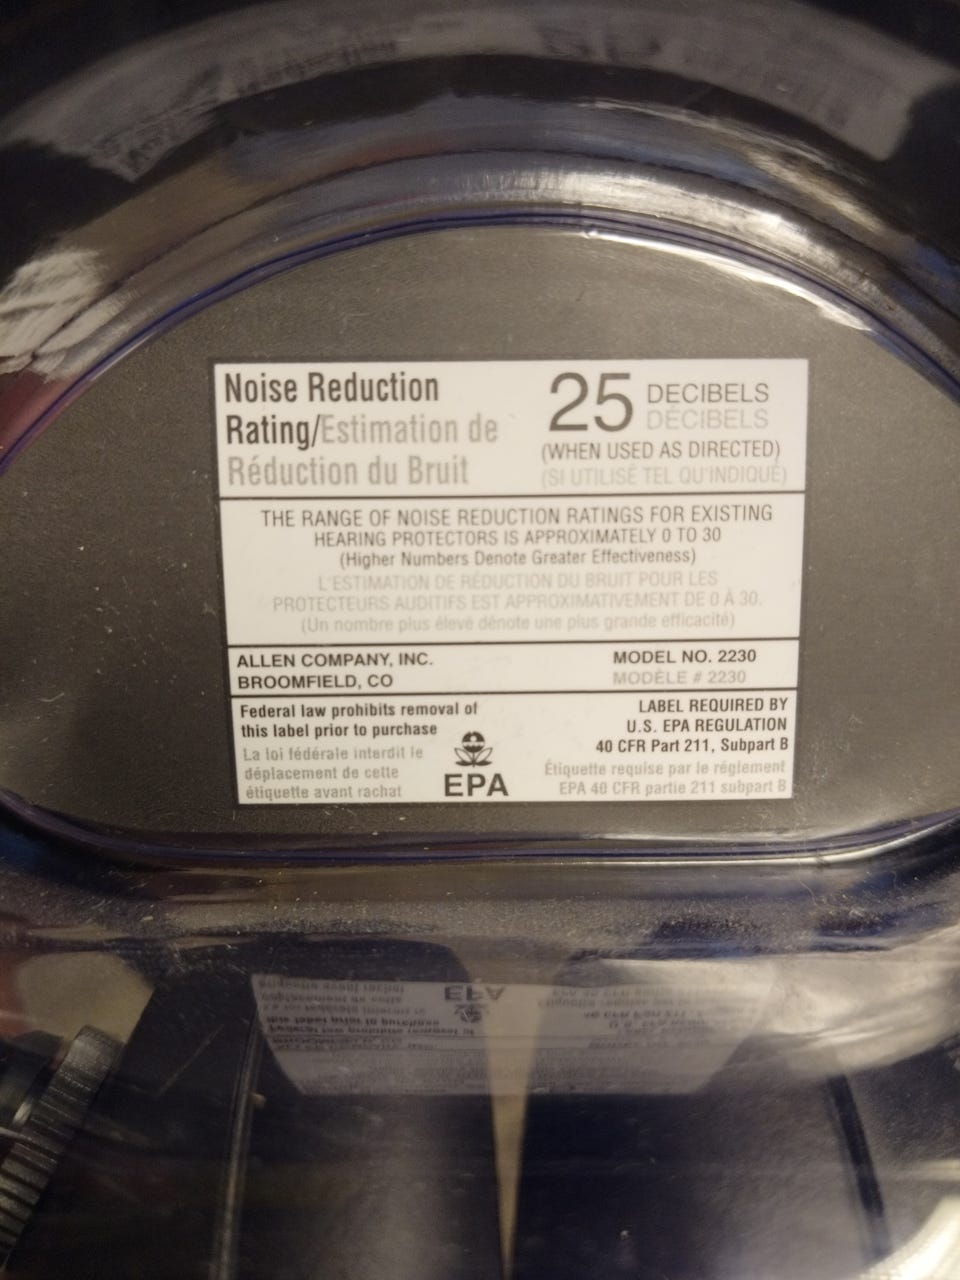 Noise Reduction
Rating/Estimation de
Réduction du Bruit
25 DECIBELS
DÉCIBELS
(WHEN USED AS DIRECTED)
(SI UTILISÉ TEL QU'INDIQUÉ)
THE RANGE OF NOISE REDUCTION RATINGS FOR EXISTING
HEARING PROTECTORS IS APPROXIMATELY 0 TO 30
(Higher Numbers Denote Greater Effectiveness)
L'ESTIMATION DE RÉDUCTION DU BRUIT POUR LES
PROTECTEURS AUDITIFS EST APPROXIMATIVEMENT DE 0 À 30.
(Un nombre plus élevé dénote une plus grande efficacité)
ALLEN COMPANY, INC.
BROOMFIELD, CO
MODEL NO. 2230
MODÈLE # 2230
Federal law prohibits removal of
this label prior to purchase
La loi fédérale interdit le
déplacement de cette
étiquette avant rachat
EPA
LABEL REQUIRED BY
U.S. EPA REGULATION
40 CFR Part 211, Subpart B
Étiquette requise par le réglement
EPA 40 CFR partie 211 subpart B